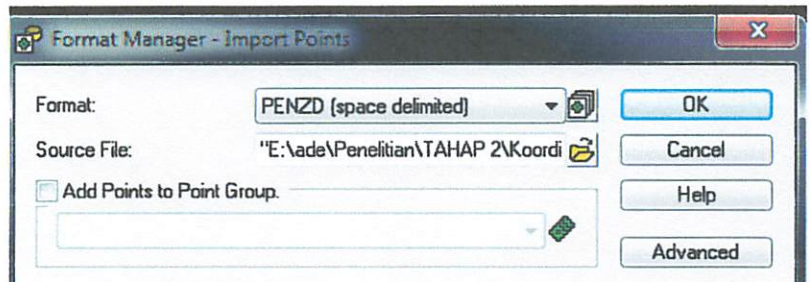 Format Manager - Import Points
Format: PENZD (space delimited) OK
Source File: "E:\ade\Penelitian\TAHAP 2\Koordi Cancel
Add Points to Point Group. Help
Advanced